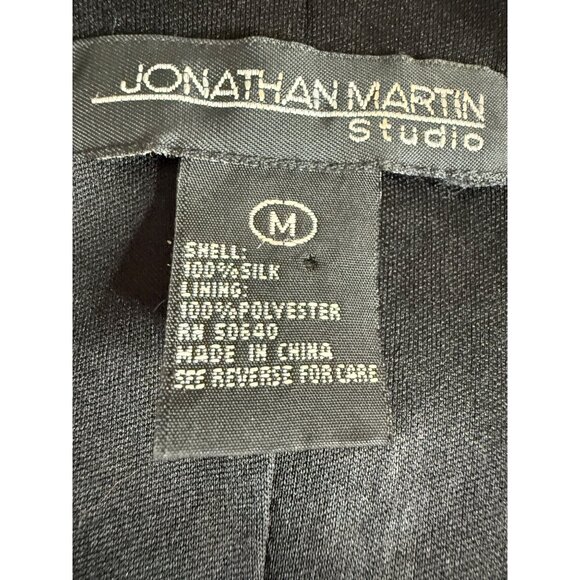 JONATHAN MARTIN
Studio
M
SHELL:
100%SILK
LINING:
100%POLYESTER
RN 50640
MADE IN CHINA
SEE REVERSE FOR CARE